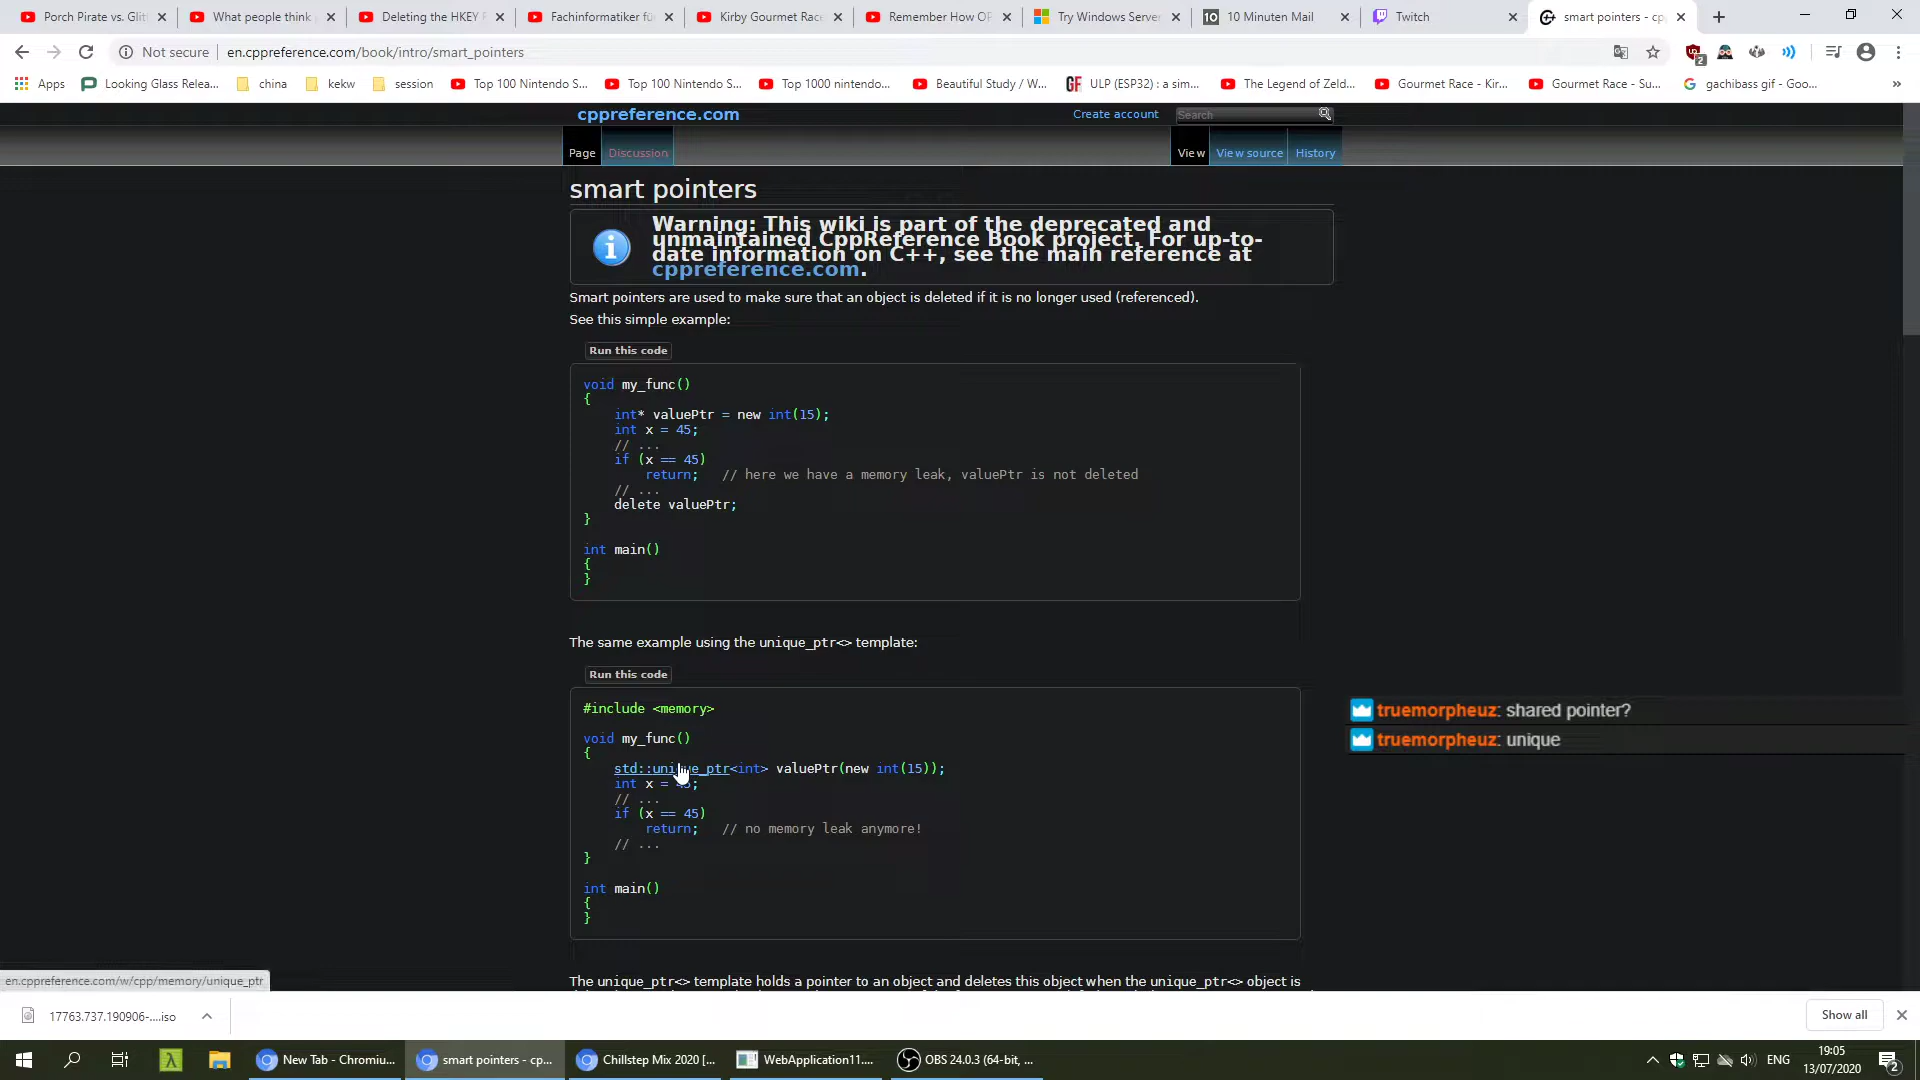 Porch Pirate vs. Glit
What people think
Deleting the HKEY
Fachinformatiker fü
Kirby Gourmet Race
Remember How
Try Windows Serve
10 10 Minuten Mail
Twitch
smart pointers - cp
Not secure en.cppreference.com/book/intro/smart_pointers
2
Apps
Looking Glass Relea...
china
kekw
session
Top 100 Nintendo S...
Top 100 Nintendo S...
Top 1000 nintendo...
Beautiful Study / W...
GF ULP (ESP32) : a sim...
The Legend of Zeld...
Gourmet Race - Kir...
Gourmet Race - Su...
gachibass gif - Goo...
»
cppreference.com
Create account
Search
Page
Discussion
View
View source
History
smart pointers
Warning: This wiki is part of the deprecated and
unmaintained CppReference Book project. For up-to-
date information on C++, see the main reference at
cppreference.com.
Smart pointers are used to make sure that an object is deleted if it is no longer used (referenced).
See this simple example:
Run this code
void my_func()
{
int* valuePtr = new int(15);
int x = 45;
// ...
if (x == 45)
return;   // here we have a memory leak, valuePtr is not deleted
// ...
delete valuePtr;
}
int main()
{
}
The same example using the unique_ptr<> template:
Run this code
#include <memory>
void my_func()
{
std::unique_ptr<int> valuePtr(new int(15));
int x = 45;
// ...
if (x == 45)
return;   // no memory leak anymore!
// ...
}
int main()
{
}
The unique_ptr<> template holds a pointer to an object and deletes this object when the unique_ptr<> object is
truemorpheuz: shared pointer?
truemorpheuz: unique
en.cppreference.com/w/cpp/memory/unique_ptr
17763.737.190906-....iso
Show all
New Tab - Chromiu...
smart pointers - cp...
Chillstep Mix 2020 [...
WebApplication11....
OBS 24.0.3 (64-bit, ...
ENG
19:05
13/07/2020
2